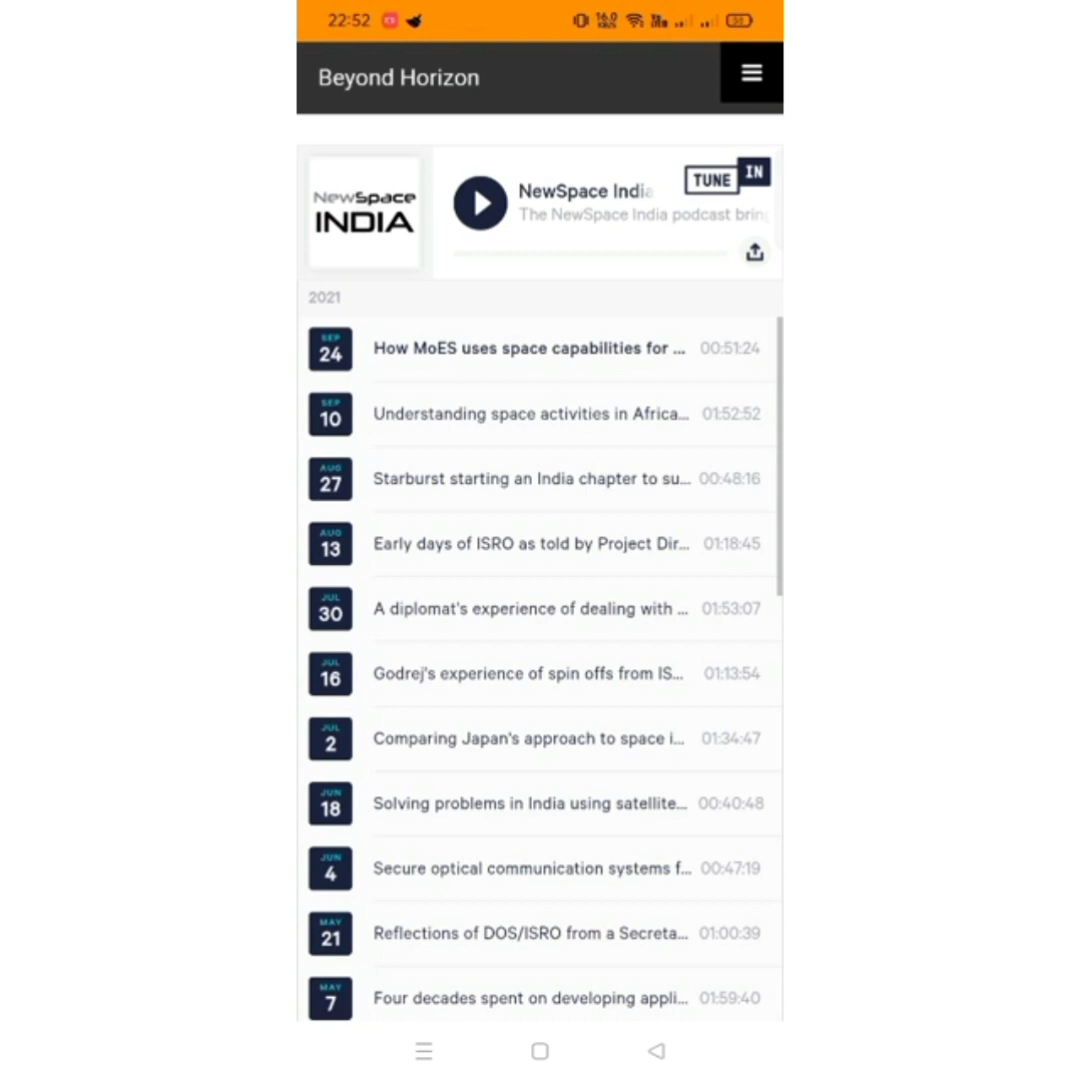 22:52
16.0
KB/S
Beyond Horizon
NewSpace
INDIA
NewSpace India
TUNE IN
The NewSpace India podcast bring
2021
SEP
24
How MoES uses space capabilities for ... 00:51:24
SEP
10
Understanding space activities in Africa... 01:52:52
AUG
27
Starburst starting an India chapter to su... 00:48:16
AUG
13
Early days of ISRO as told by Project Dir... 01:18:45
JUL
30
A diplomat's experience of dealing with ... 01:53:07
JUL
16
Godrej's experience of spin offs from IS... 01:13:54
JUL
2
Comparing Japan's approach to space i... 01:34:47
JUN
18
Solving problems in India using satellite... 00:40:48
JUN
4
Secure optical communication systems f... 00:47:19
MAY
21
Reflections of DOS/ISRO from a Secreta... 01:00:39
MAY
7
Four decades spent on developing appli... 01:59:40